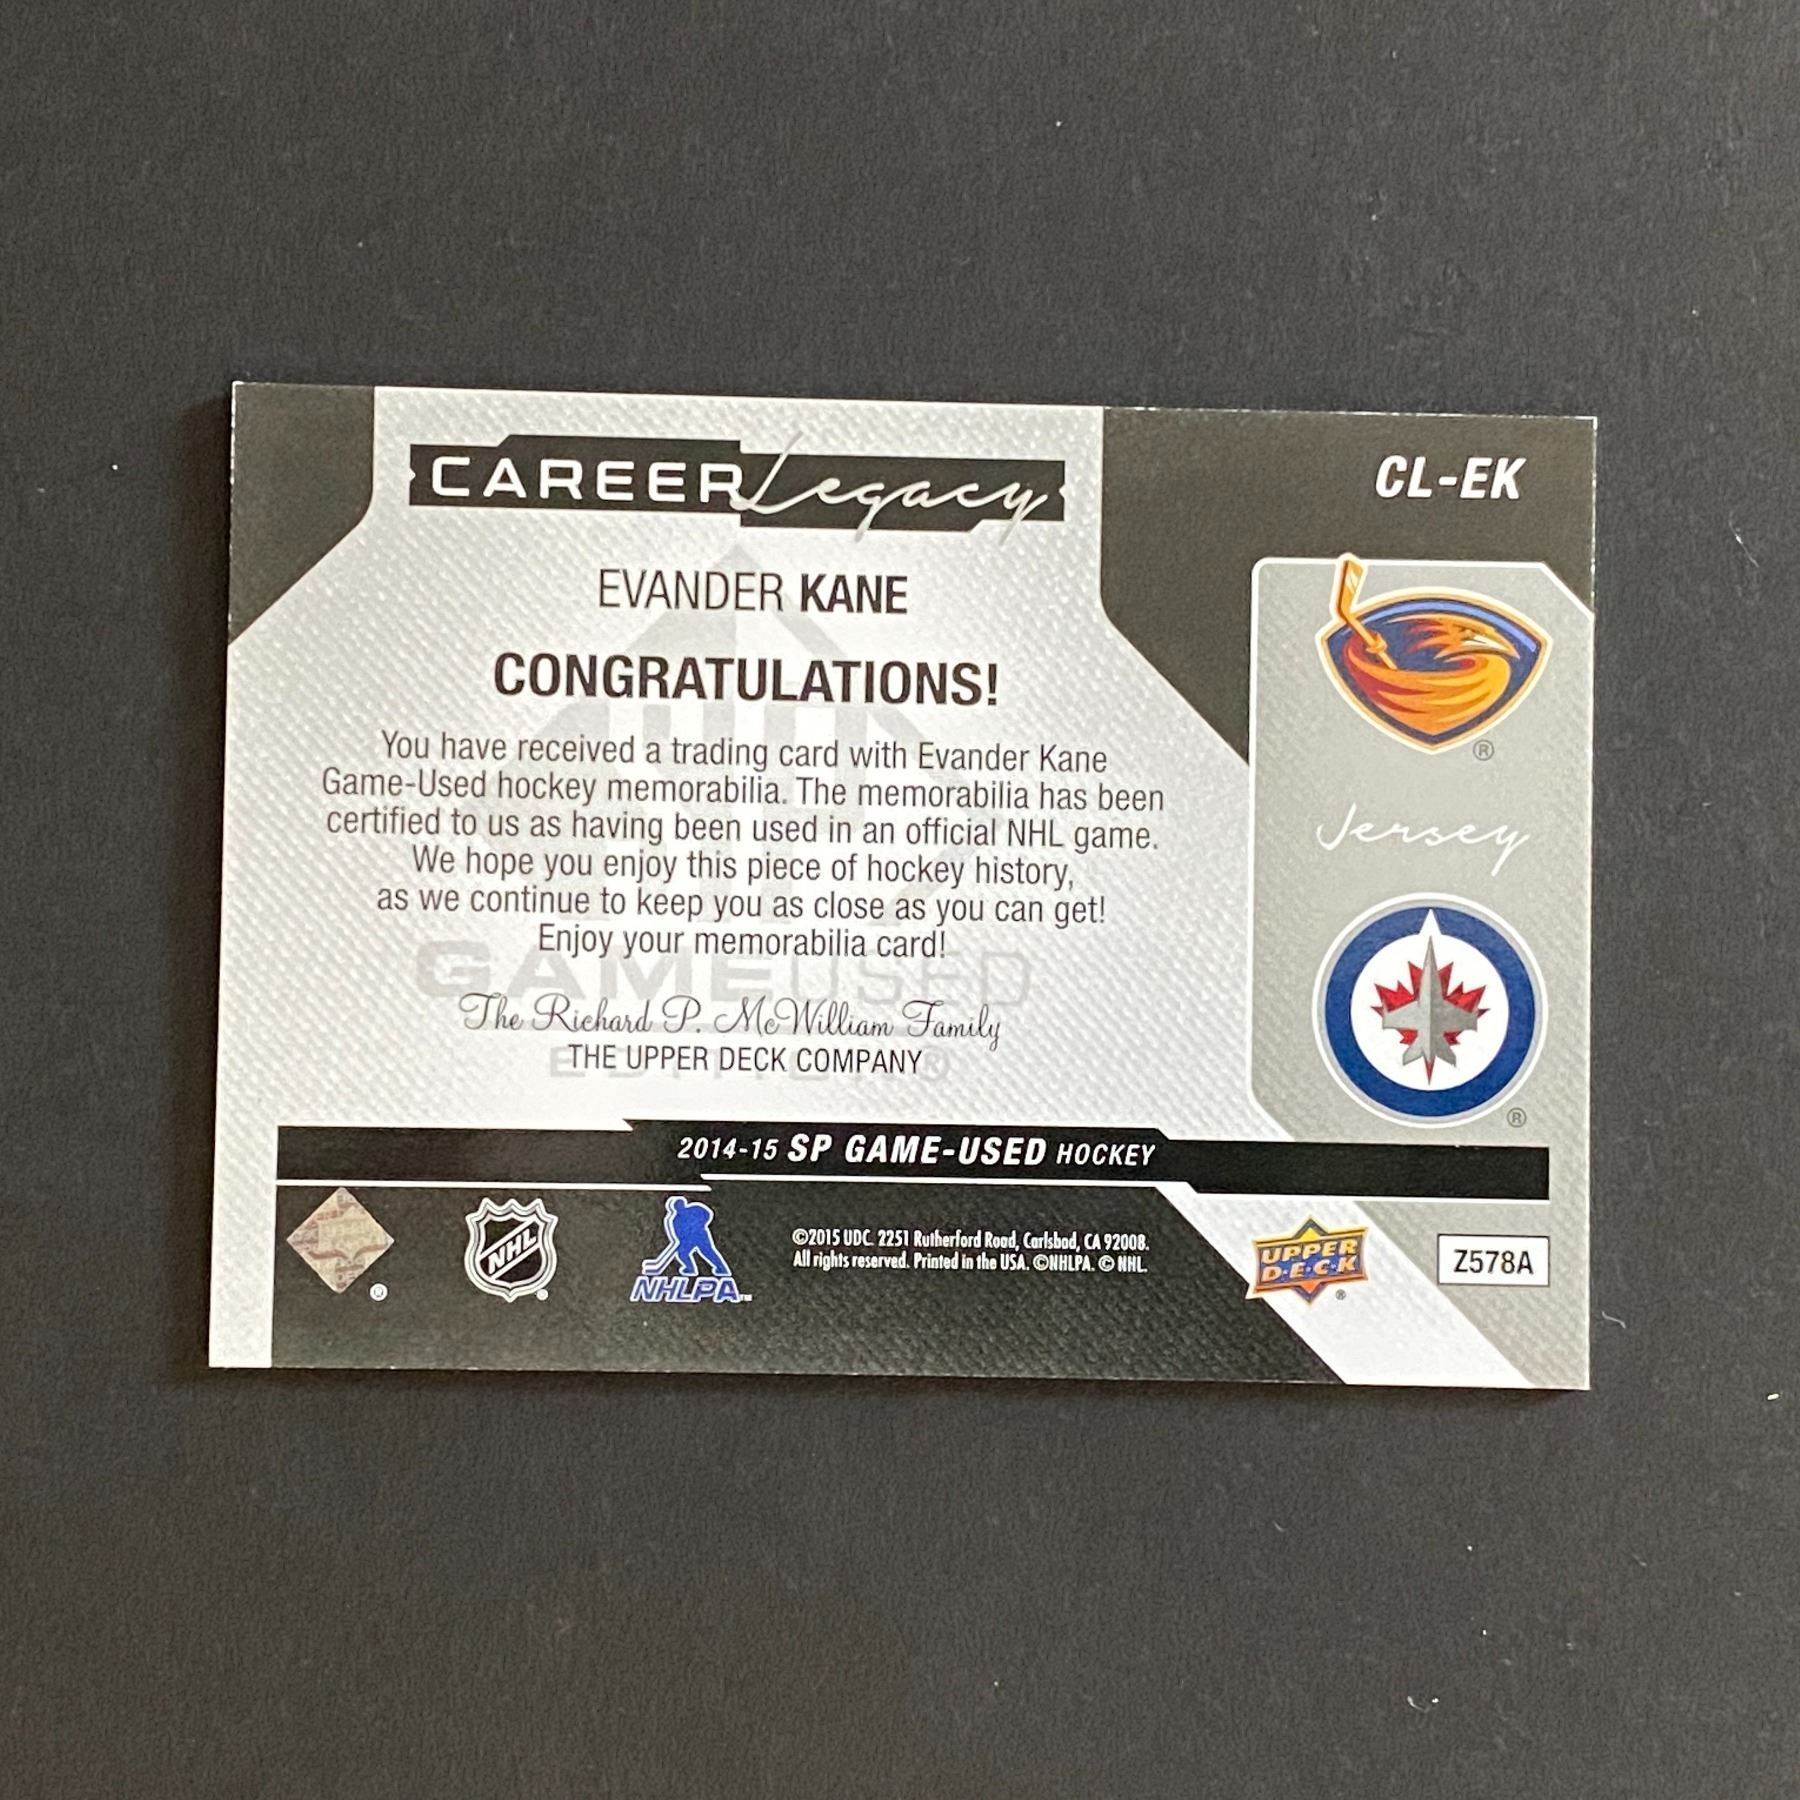 CAREER Legacy
CL-EK
EVANDER KANE
CONGRATULATIONS!
You have received a trading card with Evander Kane
Game-Used hockey memorabilia. The memorabilia has been
certified to us as having been used in an official NHL game.
We hope you enjoy this piece of hockey history,
as we continue to keep you as close as you can get!
Enjoy your memorabilia card!
GAMEUSED
EDITION®
The Richard P. McWilliam Family
THE UPPER DECK COMPANY
®
Jersey
®
2014-15 SP GAME-USED HOCKEY
®
NHL ®
NHLPA ™
©2015 UDC. 2251 Rutherford Road, Carlsbad, CA 92008.
All rights reserved. Printed in the USA. ©NHLPA. © NHL.
UPPER
D·E·C·K ®
Z578A